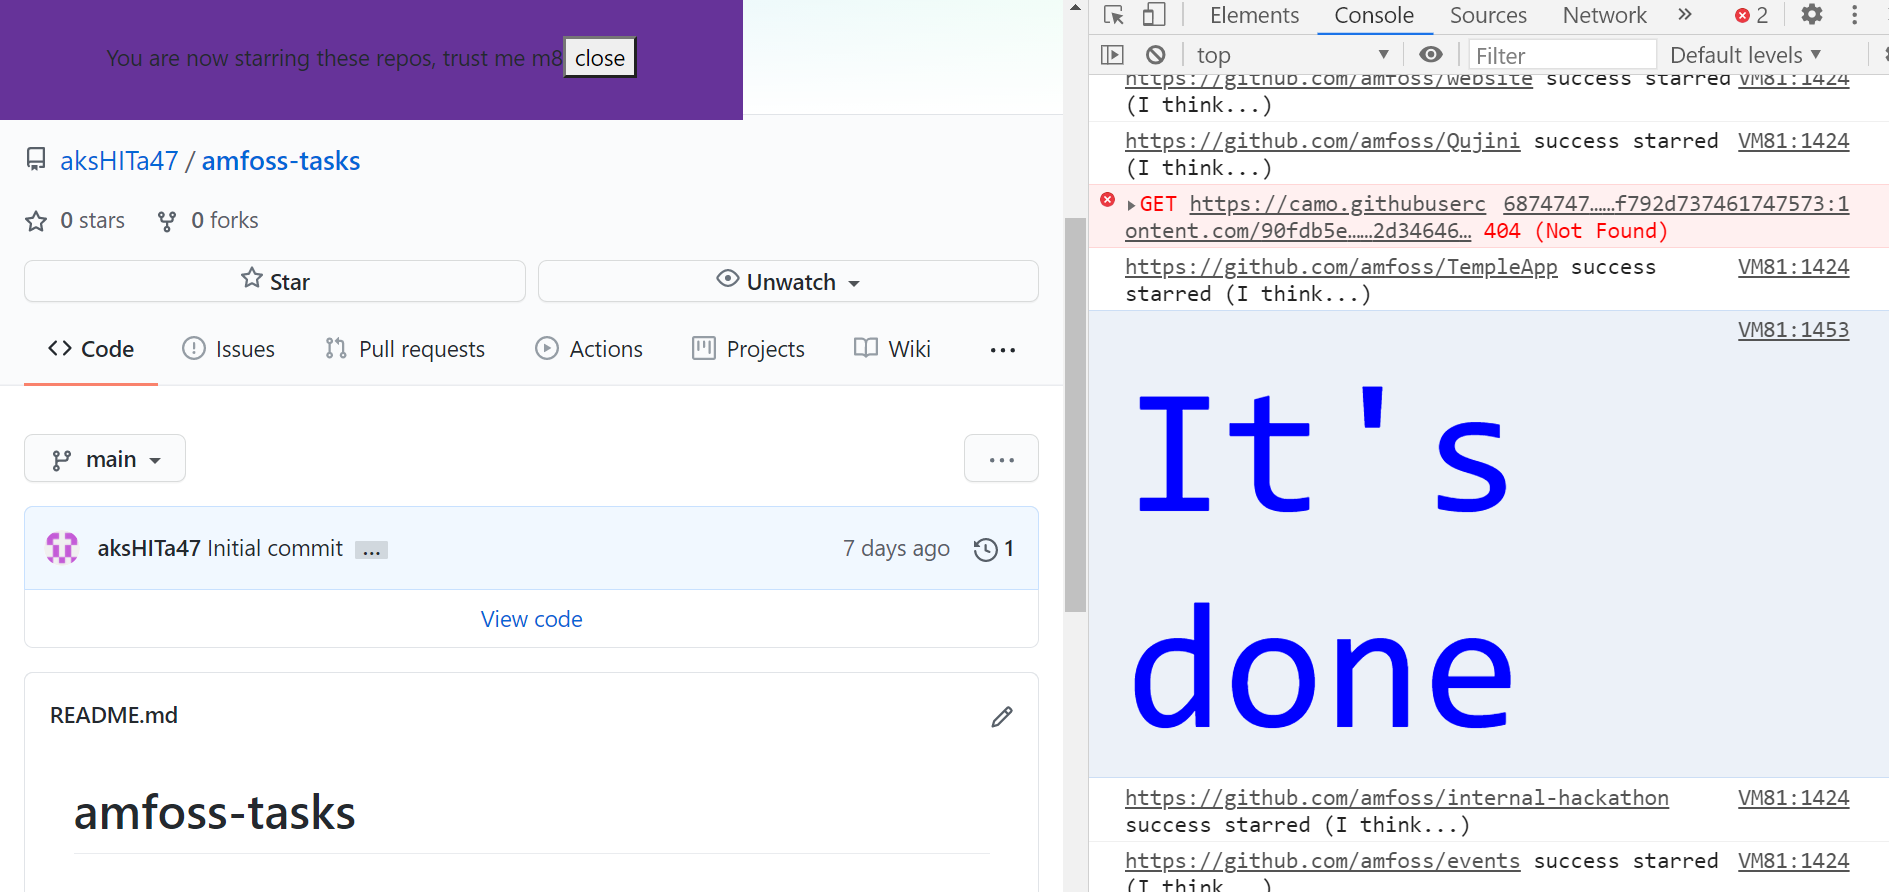 You are now starring these repos, trust me m8 close
aksHITa47 / amfoss-tasks
0 stars 0 forks
Star Unwatch
Code Issues Pull requests Actions Projects Wiki ...
main ...
aksHITa47 Initial commit ... 7 days ago 1
View code
README.md
amfoss-tasks
Elements Console Sources Network » 2
top Filter Default levels
https://github.com/amfoss/website success starred VM81:1424
(I think...)
https://github.com/amfoss/Qujini success starred VM81:1424
(I think...)
GET https://camo.githubuserc 6874747……f792d737461747573:1
ontent.com/90fdb5e……2d34646… 404 (Not Found)
https://github.com/amfoss/TempleApp success VM81:1424
starred (I think...)
VM81:1453
It's
done
https://github.com/amfoss/internal-hackathon VM81:1424
success starred (I think...)
https://github.com/amfoss/events success starred VM81:1424
(I think...)